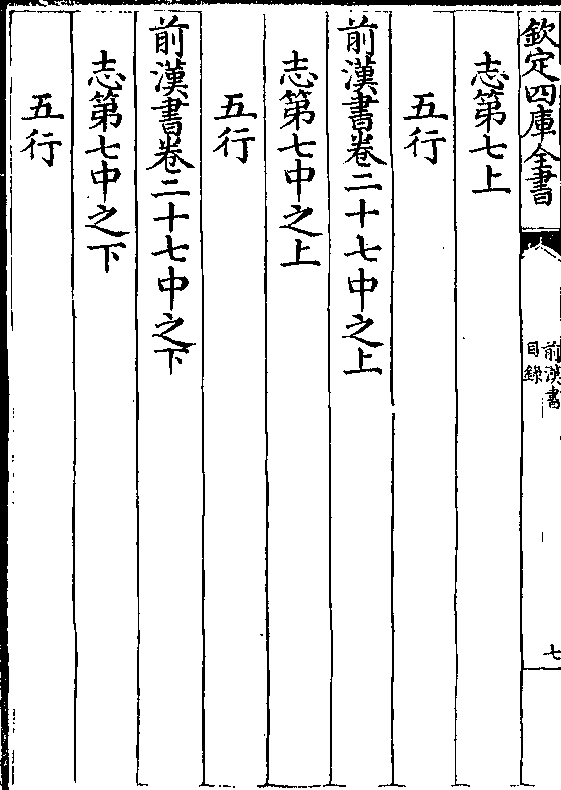 欽定四庫全書
前漢書
目錄
七
志第七上
五行
前漢書卷二十七中之上
志第七中之上
五行
前漢書卷二十七中之下
志第七中之下
五行